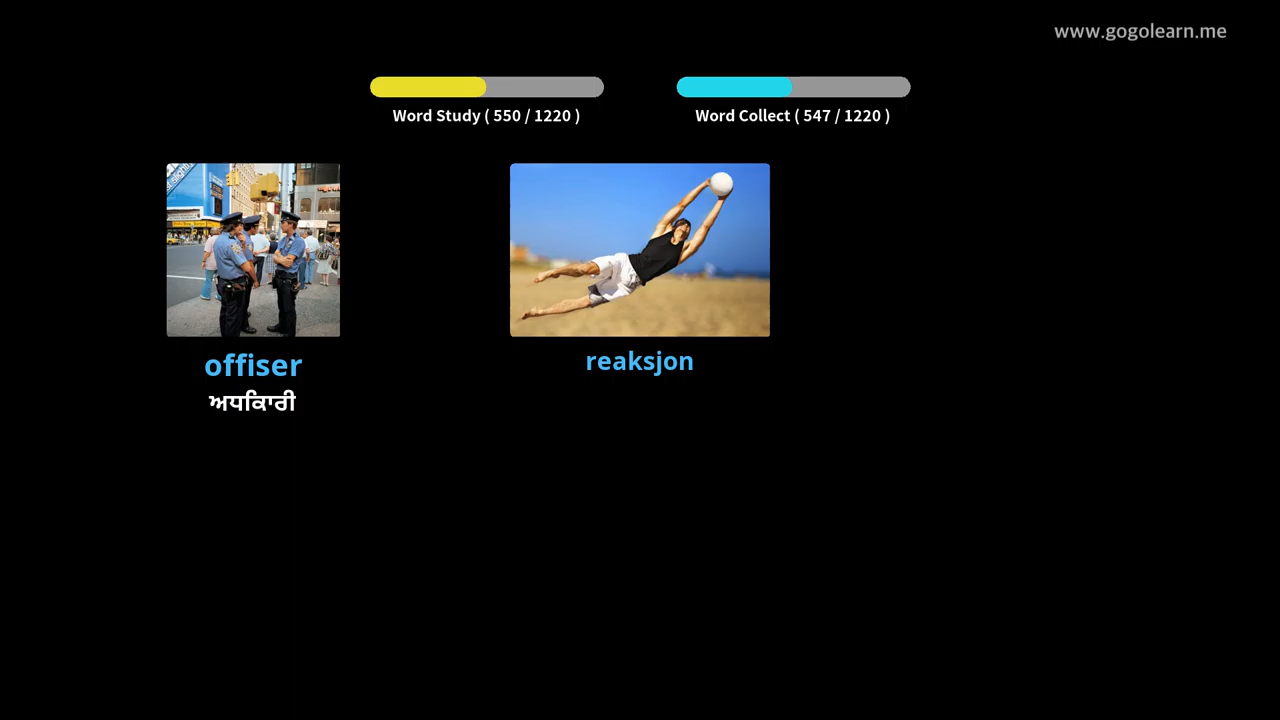 www.gogolearn.me
Word Study ( 550 / 1220 )
Word Collect ( 547 / 1220 )
offiser
reaksjon
ਅਧਿਕਾਰੀ